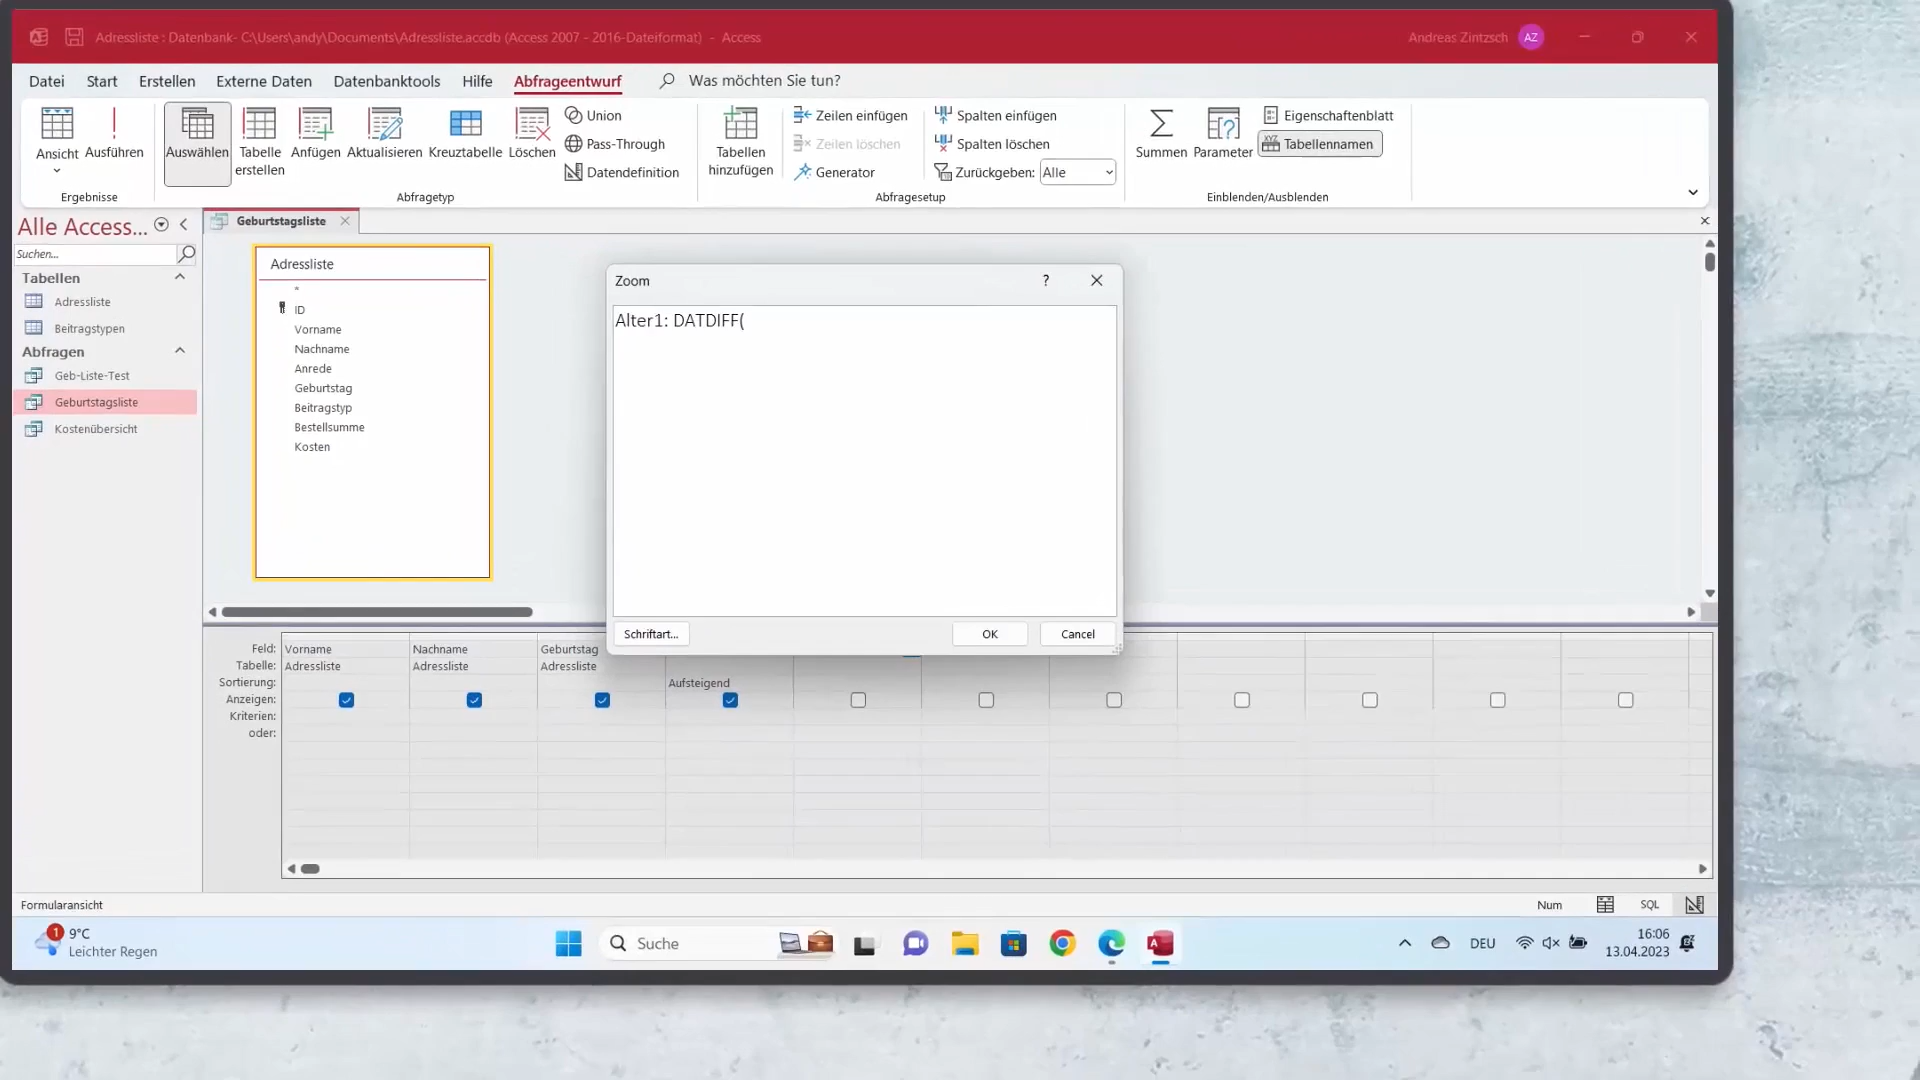 Adressliste : Datenbank- C:\Users\andy\Documents\Adressliste.accdb (Access 2007 - 2016-Dateiformat) - Access
Andreas Zintzsch AZ
Datei Start Erstellen Externe Daten Datenbanktools Hilfe Abfrageentwurf Was möchten Sie tun?
Ansicht
Ausführen
Ergebnisse
Auswählen
Tabelle erstellen
Anfügen
Aktualisieren
Kreuztabelle
Löschen
Union
Pass-Through
Datendefinition
Abfragetyp
Tabellen hinzufügen
Zeilen einfügen
Zeilen löschen
Generator
Spalten einfügen
Spalten löschen
Zurückgeben: Alle
Abfragesetup
Summen
Parameter
Eigenschaftenblatt
XYZ Tabellennamen
Einblenden/Ausblenden
Alle Access...
Suchen...
Tabellen
Adressliste
Beitragstypen
Abfragen
Geb-Liste-Test
Geburtstagsliste
Kostenübersicht
Geburtstagsliste
Adressliste
*
ID
Vorname
Nachname
Anrede
Geburtstag
Beitragstyp
Bestellsumme
Kosten
Zoom ?
Alter1: DATDIFF(
Schriftart... OK Cancel
Feld: Vorname Nachname Geburtstag
Tabelle: Adressliste Adressliste Adressliste
Sortierung: Aufsteigend
Anzeigen:
Kriterien:
oder:
Formularansicht
Num SQL
1 9°C
Leichter Regen
Suche
DEU
16:06
13.04.2023